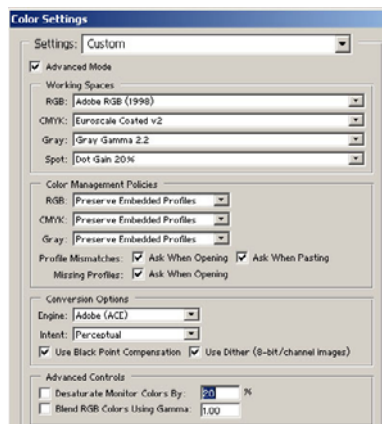 Color Settings
Settings: Custom
Advanced Mode
Working Spaces
RGB: Adobe RGB (1998)
CMYK: Euroscale Coated v2
Gray: Gray Gamma 2.2
Spot: Dot Gain 20%
Color Management Policies
RGB: Preserve Embedded Profiles
CMYK: Preserve Embedded Profiles
Gray: Preserve Embedded Profiles
Profile Mismatches: Ask When Opening Ask When Pasting
Missing Profiles: Ask When Opening
Conversion Options
Engine: Adobe (ACE)
Intent: Perceptual
Use Black Point Compensation Use Dither (8-bit/channel images)
Advanced Controls
Desaturate Monitor Colors By: 20 %
Blend RGB Colors Using Gamma: 1.00